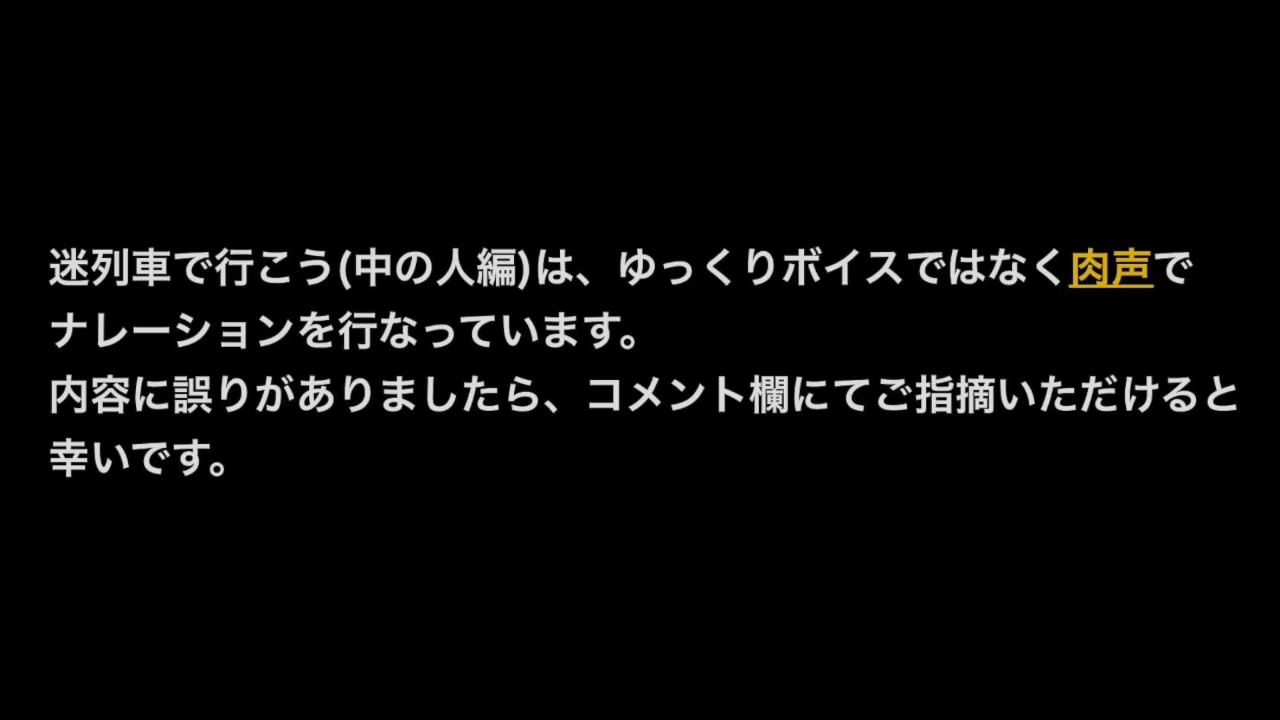 迷列車で行こう(中の人編)は、ゆっくりボイスではなく肉声で
ナレーションを行なっています。
内容に誤りがありましたら、コメント欄にてご指摘いただけると
幸いです。